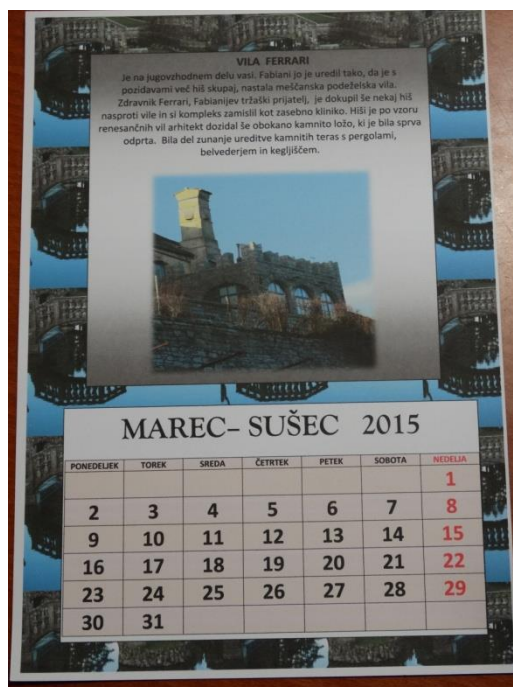 VILA FERRARI
Je na jugovzhodnem delu vasi. Fabiani jo je uredil tako, da je s
pozidavami več hiš skupaj, nastala meščanska podeželska vila.
Zdravnik Ferrari, Fabianijev tržaški prijatelj, je dokupil še nekaj hiš
nasproti vile in si kompleks zamislil kot zasebno kliniko. Hiši je po vzoru
renesančnih vil arhitekt dozidal še obokano kamnito ložo, ki je bila sprva
odprta. Bila del zunanje ureditve kamnitih teras s pergolami,
belvederjem in kegljiščem.
MAREC– SUŠEC 2015
PONEDELJEK TOREK SREDA ČETRTEK PETEK SOBOTA NEDELJA
1
2 3 4 5 6 7 8
9 10 11 12 13 14 15
16 17 18 19 20 21 22
23 24 25 26 27 28 29
30 31